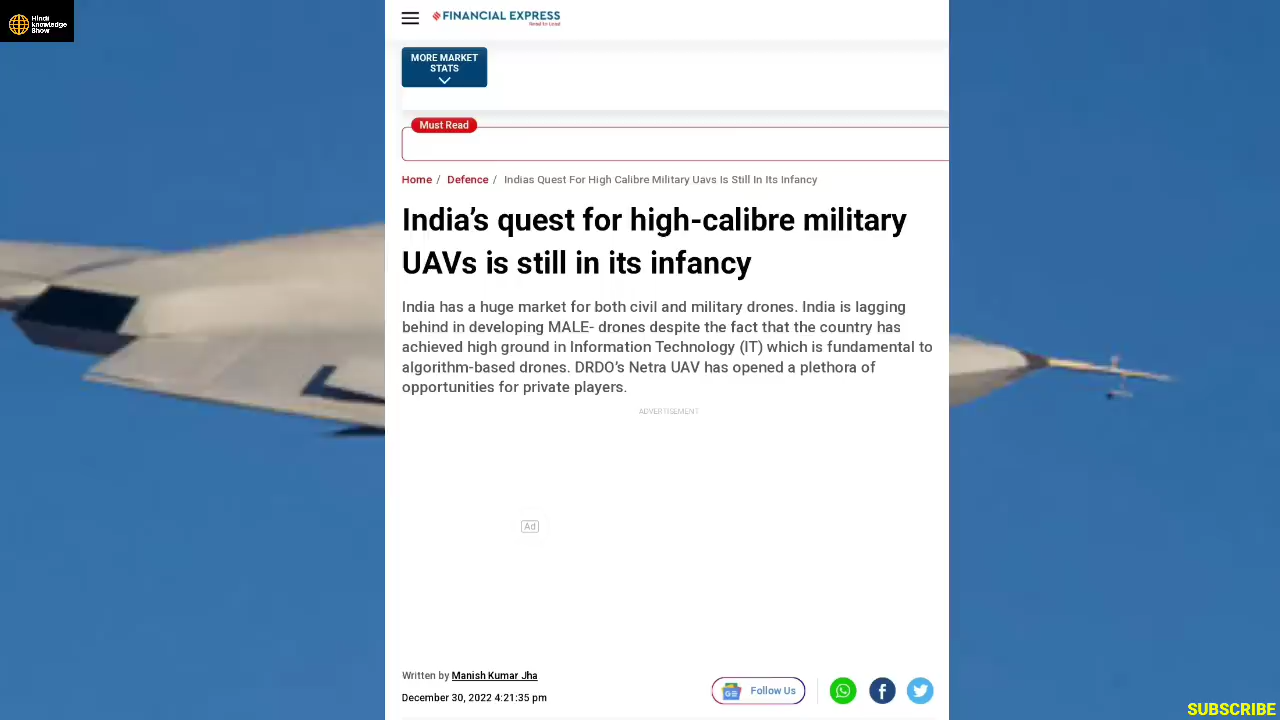 Hindi
Knowledge
Show
FINANCIAL EXPRESS
Read to Lead
MORE MARKET
STATS
Must Read
Home / Defence / Indias Quest For High Calibre Military Uavs Is Still In Its Infancy
India's quest for high-calibre military
UAVs is still in its infancy
India has a huge market for both civil and military drones. India is lagging
behind in developing MALE- drones despite the fact that the country has
achieved high ground in Information Technology (IT) which is fundamental to
algorithm-based drones. DRDO's Netra UAV has opened a plethora of
opportunities for private players.
ADVERTISEMENT
Ad
Written by Manish Kumar Jha
December 30, 2022 4:21:35 pm
Follow Us
SUBSCRIBE